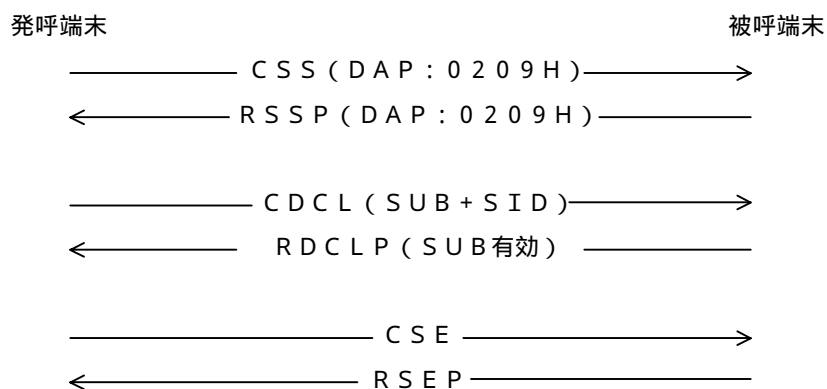 発呼端末 被呼端末
ＣＳＳ（ＤＡＰ：０２０９Ｈ）
ＲＳＳＰ（ＤＡＰ：０２０９Ｈ）
ＣＤＣＬ（ＳＵＢ＋ＳＩＤ）
ＲＤＣＬＰ（ＳＵＢ有効）
ＣＳＥ
ＲＳＥＰ